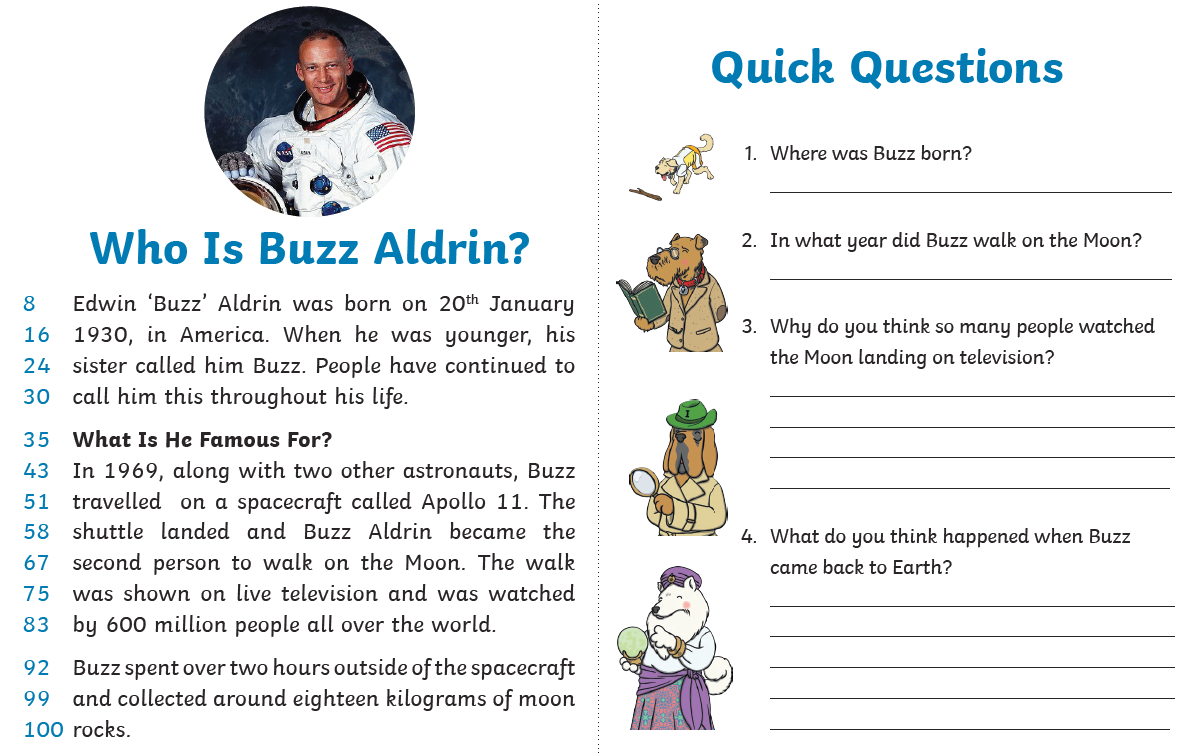 Who Is Buzz Aldrin?
8 Edwin ‘Buzz’ Aldrin was born on 20th January
16 1930, in America. When he was younger, his
24 sister called him Buzz. People have continued to
30 call him this throughout his life.
35 What Is He Famous For?
43 In 1969, along with two other astronauts, Buzz
51 travelled on a spacecraft called Apollo 11. The
58 shuttle landed and Buzz Aldrin became the
67 second person to walk on the Moon. The walk
75 was shown on live television and was watched
83 by 600 million people all over the world.
92 Buzz spent over two hours outside of the spacecraft
99 and collected around eighteen kilograms of moon
100 rocks.
Quick Questions
1. Where was Buzz born?
2. In what year did Buzz walk on the Moon?
3. Why do you think so many people watched
the Moon landing on television?
4. What do you think happened when Buzz
came back to Earth?
NASA
I